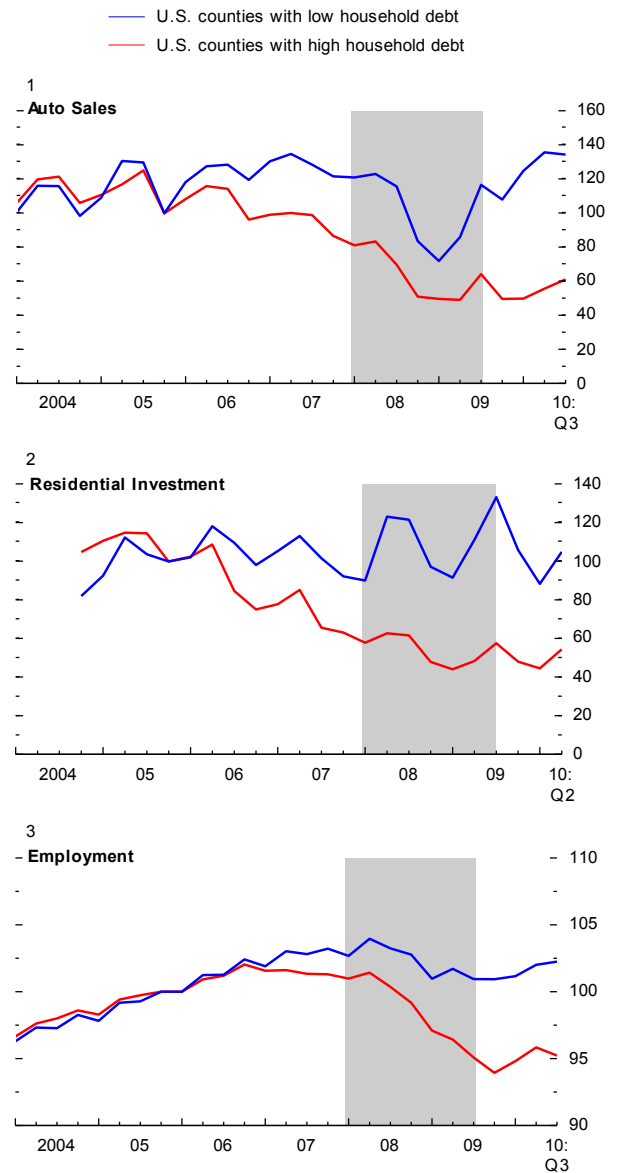 U.S. counties with low household debt
U.S. counties with high household debt
1
Auto Sales
160
140
120
100
80
60
40
20
0
2004 05 06 07 08 09 10:
Q3
2
Residential Investment
140
120
100
80
60
40
20
0
2004 05 06 07 08 09 10:
Q2
3
Employment
110
105
100
95
90
2004 05 06 07 08 09 10:
Q3